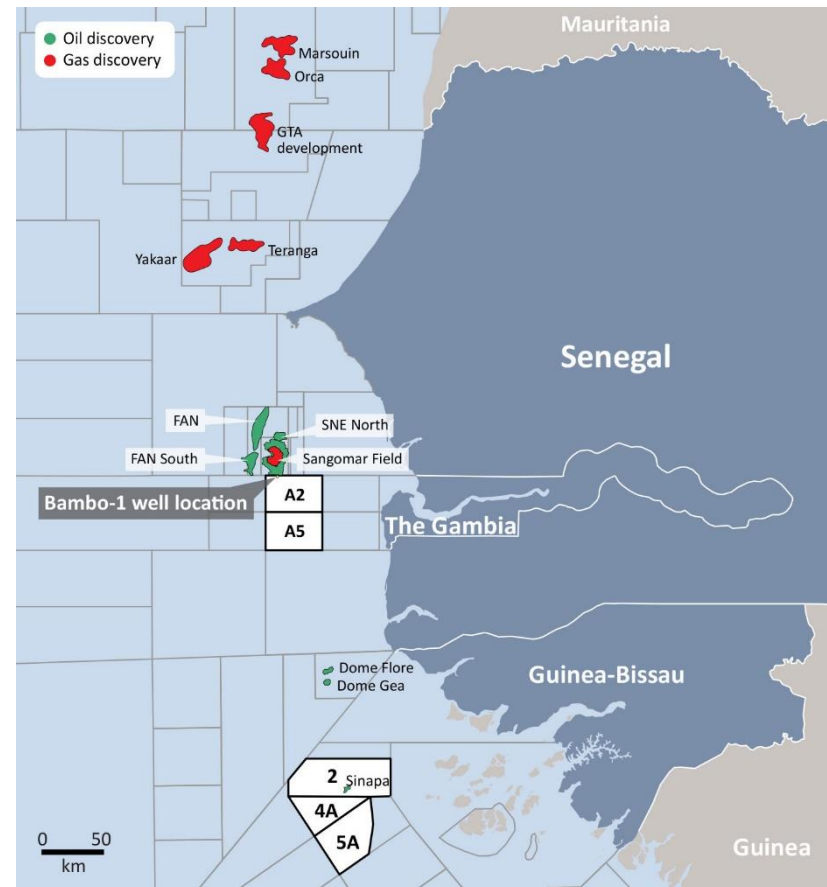 Mauritania
Oil discovery
Gas discovery
Marsouin
Orca
GTA
development
Yakaar
Teranga
Senegal
FAN
SNE North
FAN South
Sangomar Field
Bambo-1 well location
A2
The Gambia
A5
Dome Flore
Dome Gea
Guinea-Bissau
2
Sinapa
4A
5A
0 50
km
Guinea